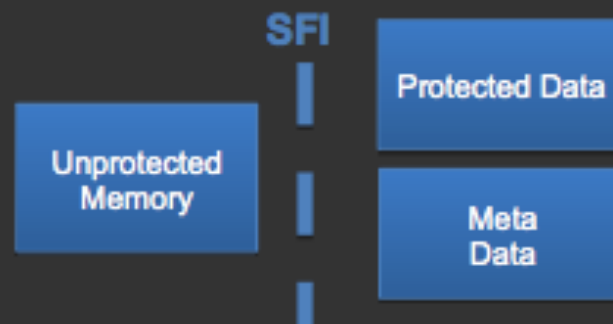 SFI
Protected Data
Unprotected
Memory
Meta
Data